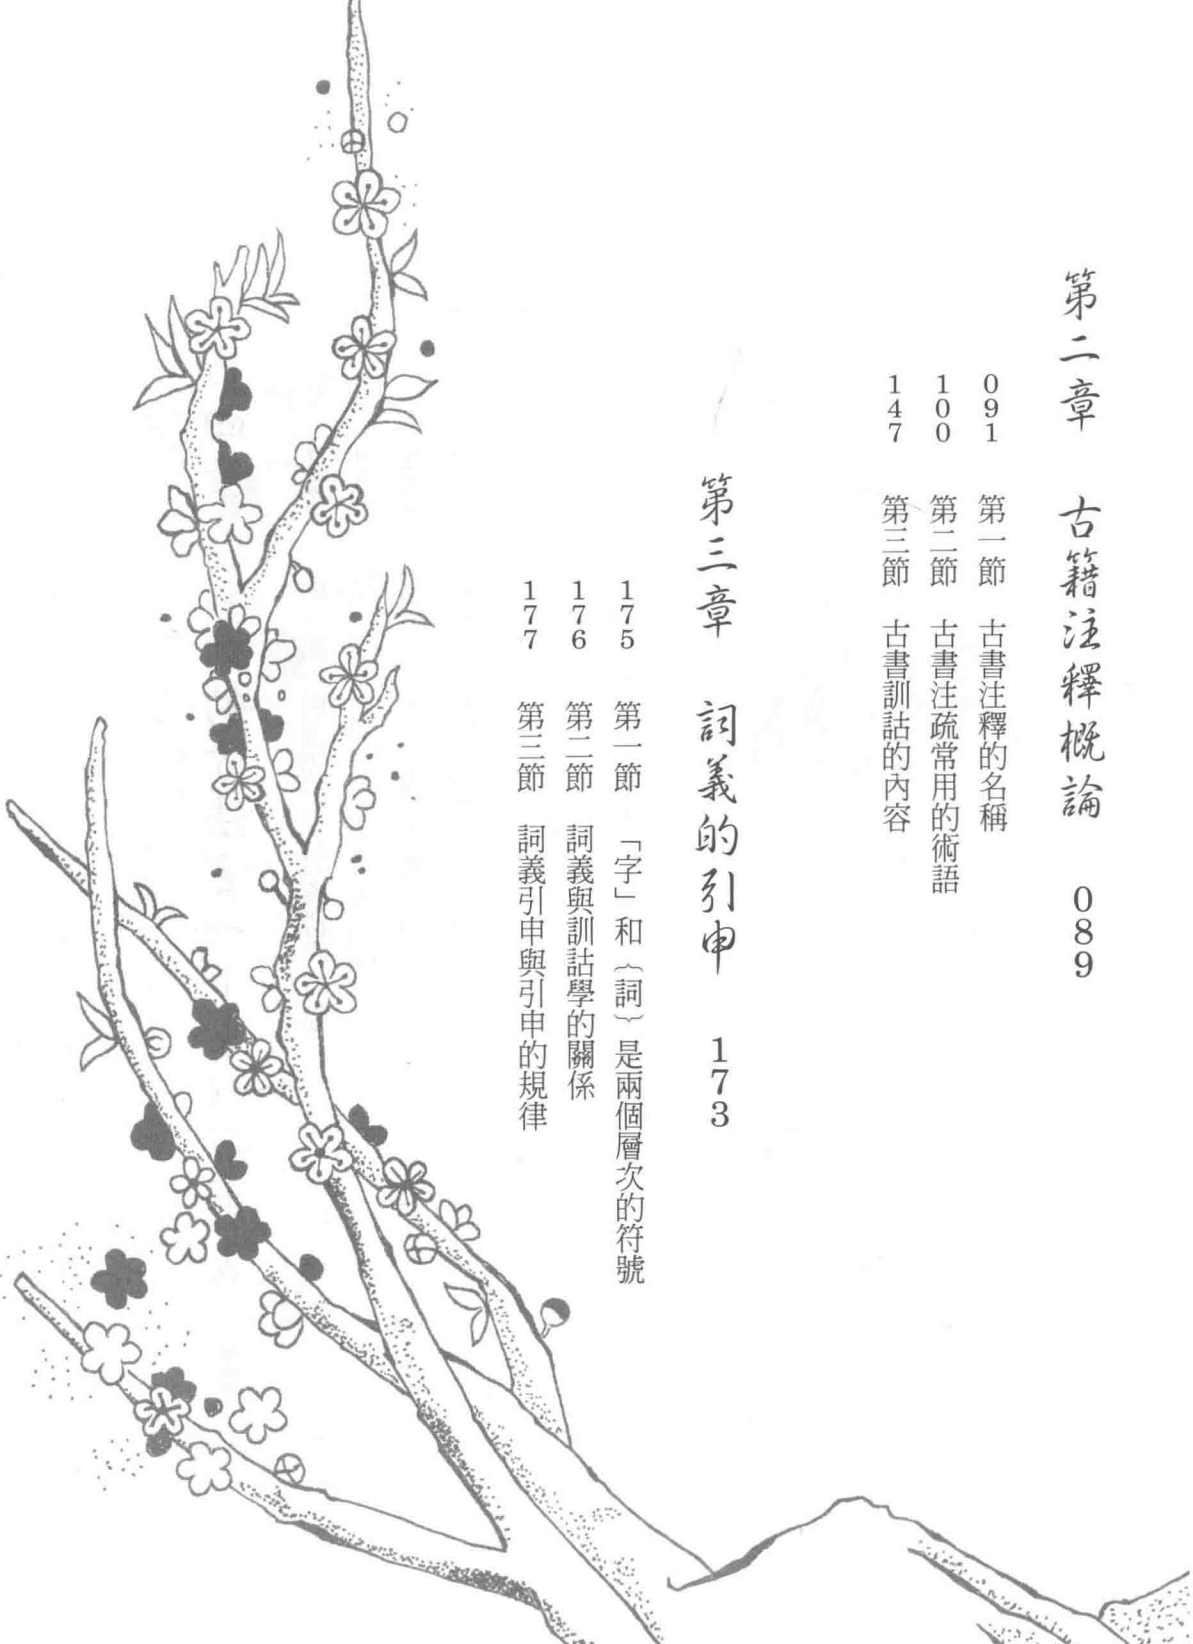 第二章 古籍注釋概論 089
091 第一節 古書注釋的名稱
100 第二節 古書注疏常用的術語
147 第三節 古書訓詁的內容
第三章 詞義的引申 173
175 第一節 「字」和｛詞｝是兩個層次的符號
176 第二節 詞義與訓詁學的關係
177 第三節 詞義引申與引申的規律